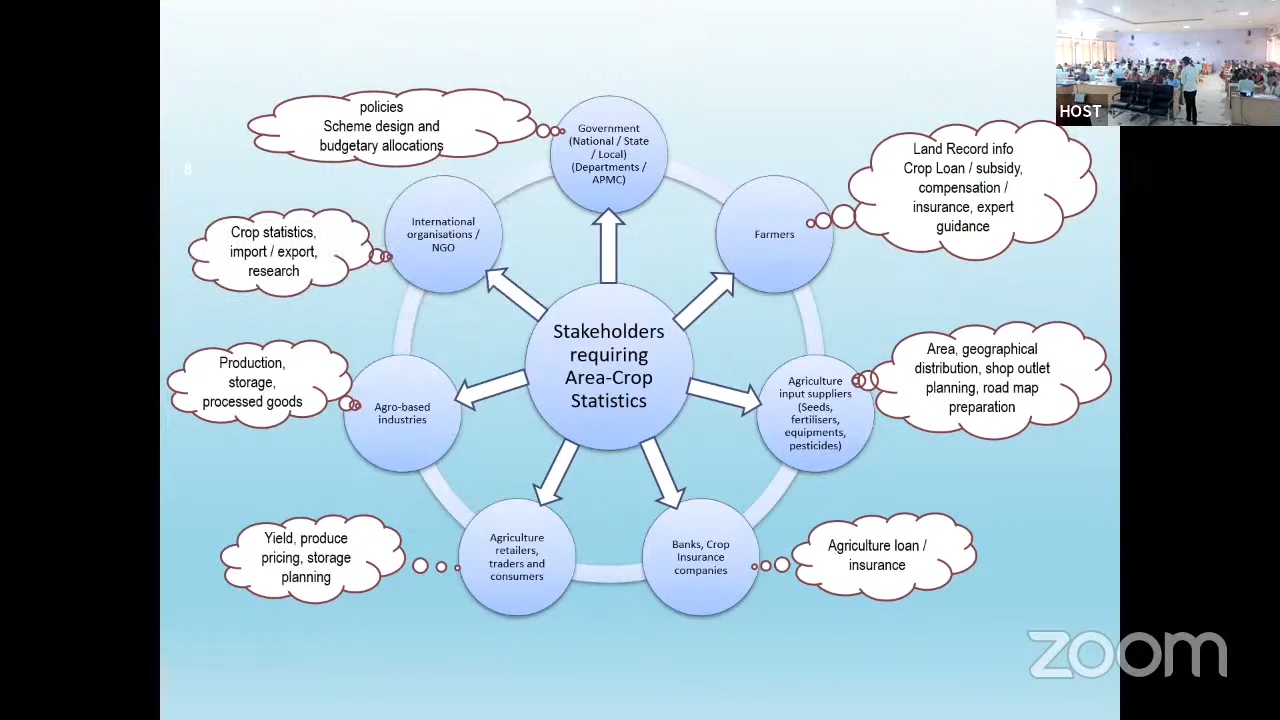 HOST
policies
Scheme design and
budgetary allocations
Government
(National / State
/ Local)
(Departments /
APMC)
Land Record info
Crop Loan / subsidy,
compensation /
insurance, expert
guidance
8
International
organisations /
NGO
Farmers
Crop statistics,
import / export,
research
Stakeholders
requiring
Area-Crop
Statistics
Area, geographical
distribution, shop outlet
planning, road map
preparation
Production,
storage,
processed goods
Agro-based
industries
Agriculture
input suppliers
(Seeds,
fertilisers,
equipments,
pesticides)
Yield, produce
pricing, storage
planning
Agriculture
retailers,
traders and
consumers
Banks, Crop
Insurance
companies
Agriculture loan /
insurance
zoom